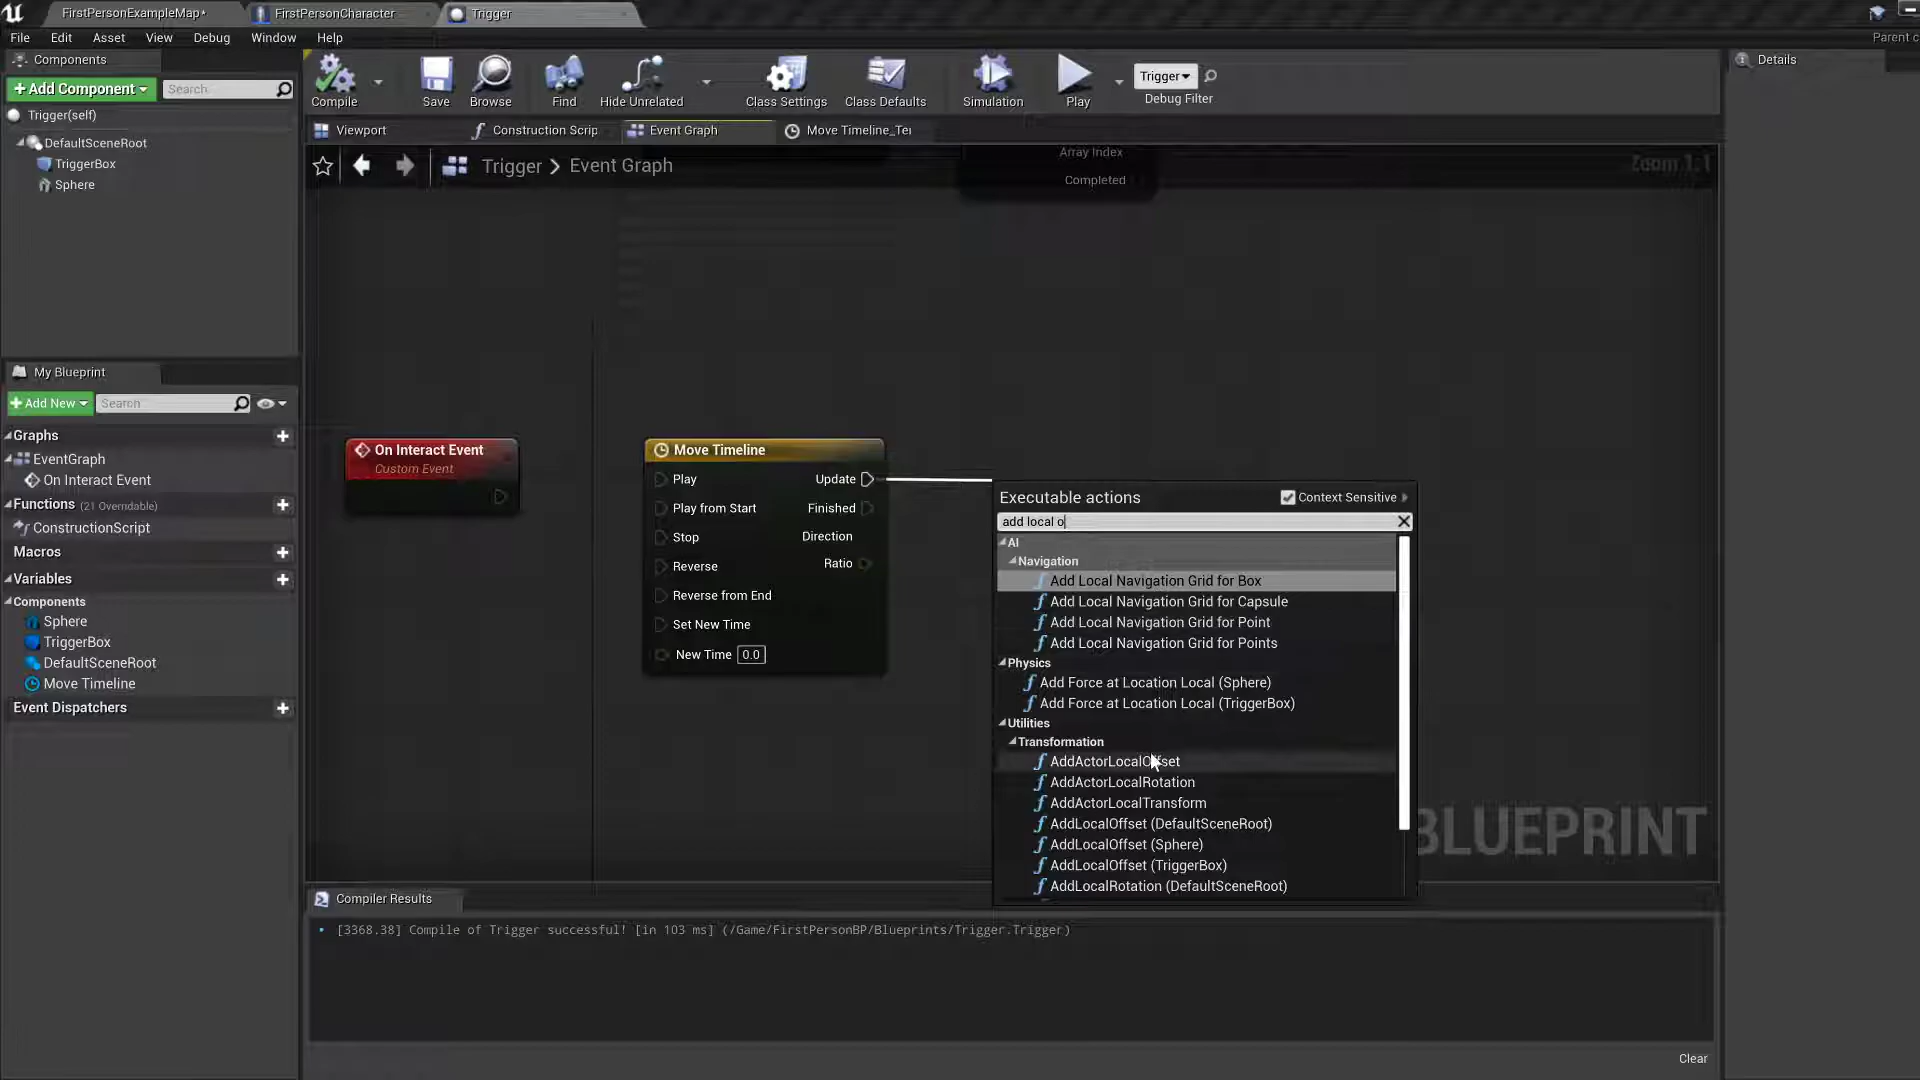 FirstPersonExampleMap*
FirstPersonCharacter
Trigger
File Edit Asset View Debug Window Help
Parent c
Components
+ Add Component
Search
Trigger(self)
DefaultSceneRoot
TriggerBox
Sphere
Compile
Save
Browse
Find
Hide Unrelated
Class Settings
Class Defaults
Simulation
Play
Trigger
Debug Filter
Details
Viewport
Construction Scrip
Event Graph
Move Timeline_Te
Trigger > Event Graph
Zoom 1:1
Array Index
Completed
My Blueprint
+ Add New
Search
Graphs
EventGraph
On Interact Event
Functions (21 Overridable)
ConstructionScript
Macros
Variables
Components
Sphere
TriggerBox
DefaultSceneRoot
Move Timeline
Event Dispatchers
On Interact Event
Custom Event
Move Timeline
Play
Update
Play from Start
Finished
Stop
Direction
Reverse
Ratio
Reverse from End
Set New Time
New Time 0.0
Executable actions
Context Sensitive
add local o
AI
Navigation
Add Local Navigation Grid for Box
Add Local Navigation Grid for Capsule
Add Local Navigation Grid for Point
Add Local Navigation Grid for Points
Physics
Add Force at Location Local (Sphere)
Add Force at Location Local (TriggerBox)
Utilities
Transformation
AddActorLocalOffset
AddActorLocalRotation
AddActorLocalTransform
AddLocalOffset (DefaultSceneRoot)
AddLocalOffset (Sphere)
AddLocalOffset (TriggerBox)
AddLocalRotation (DefaultSceneRoot)
BLUEPRINT
Compiler Results
[3368.38] Compile of Trigger successful! [in 103 ms] (/Game/FirstPersonBP/Blueprints/Trigger.Trigger)
Clear